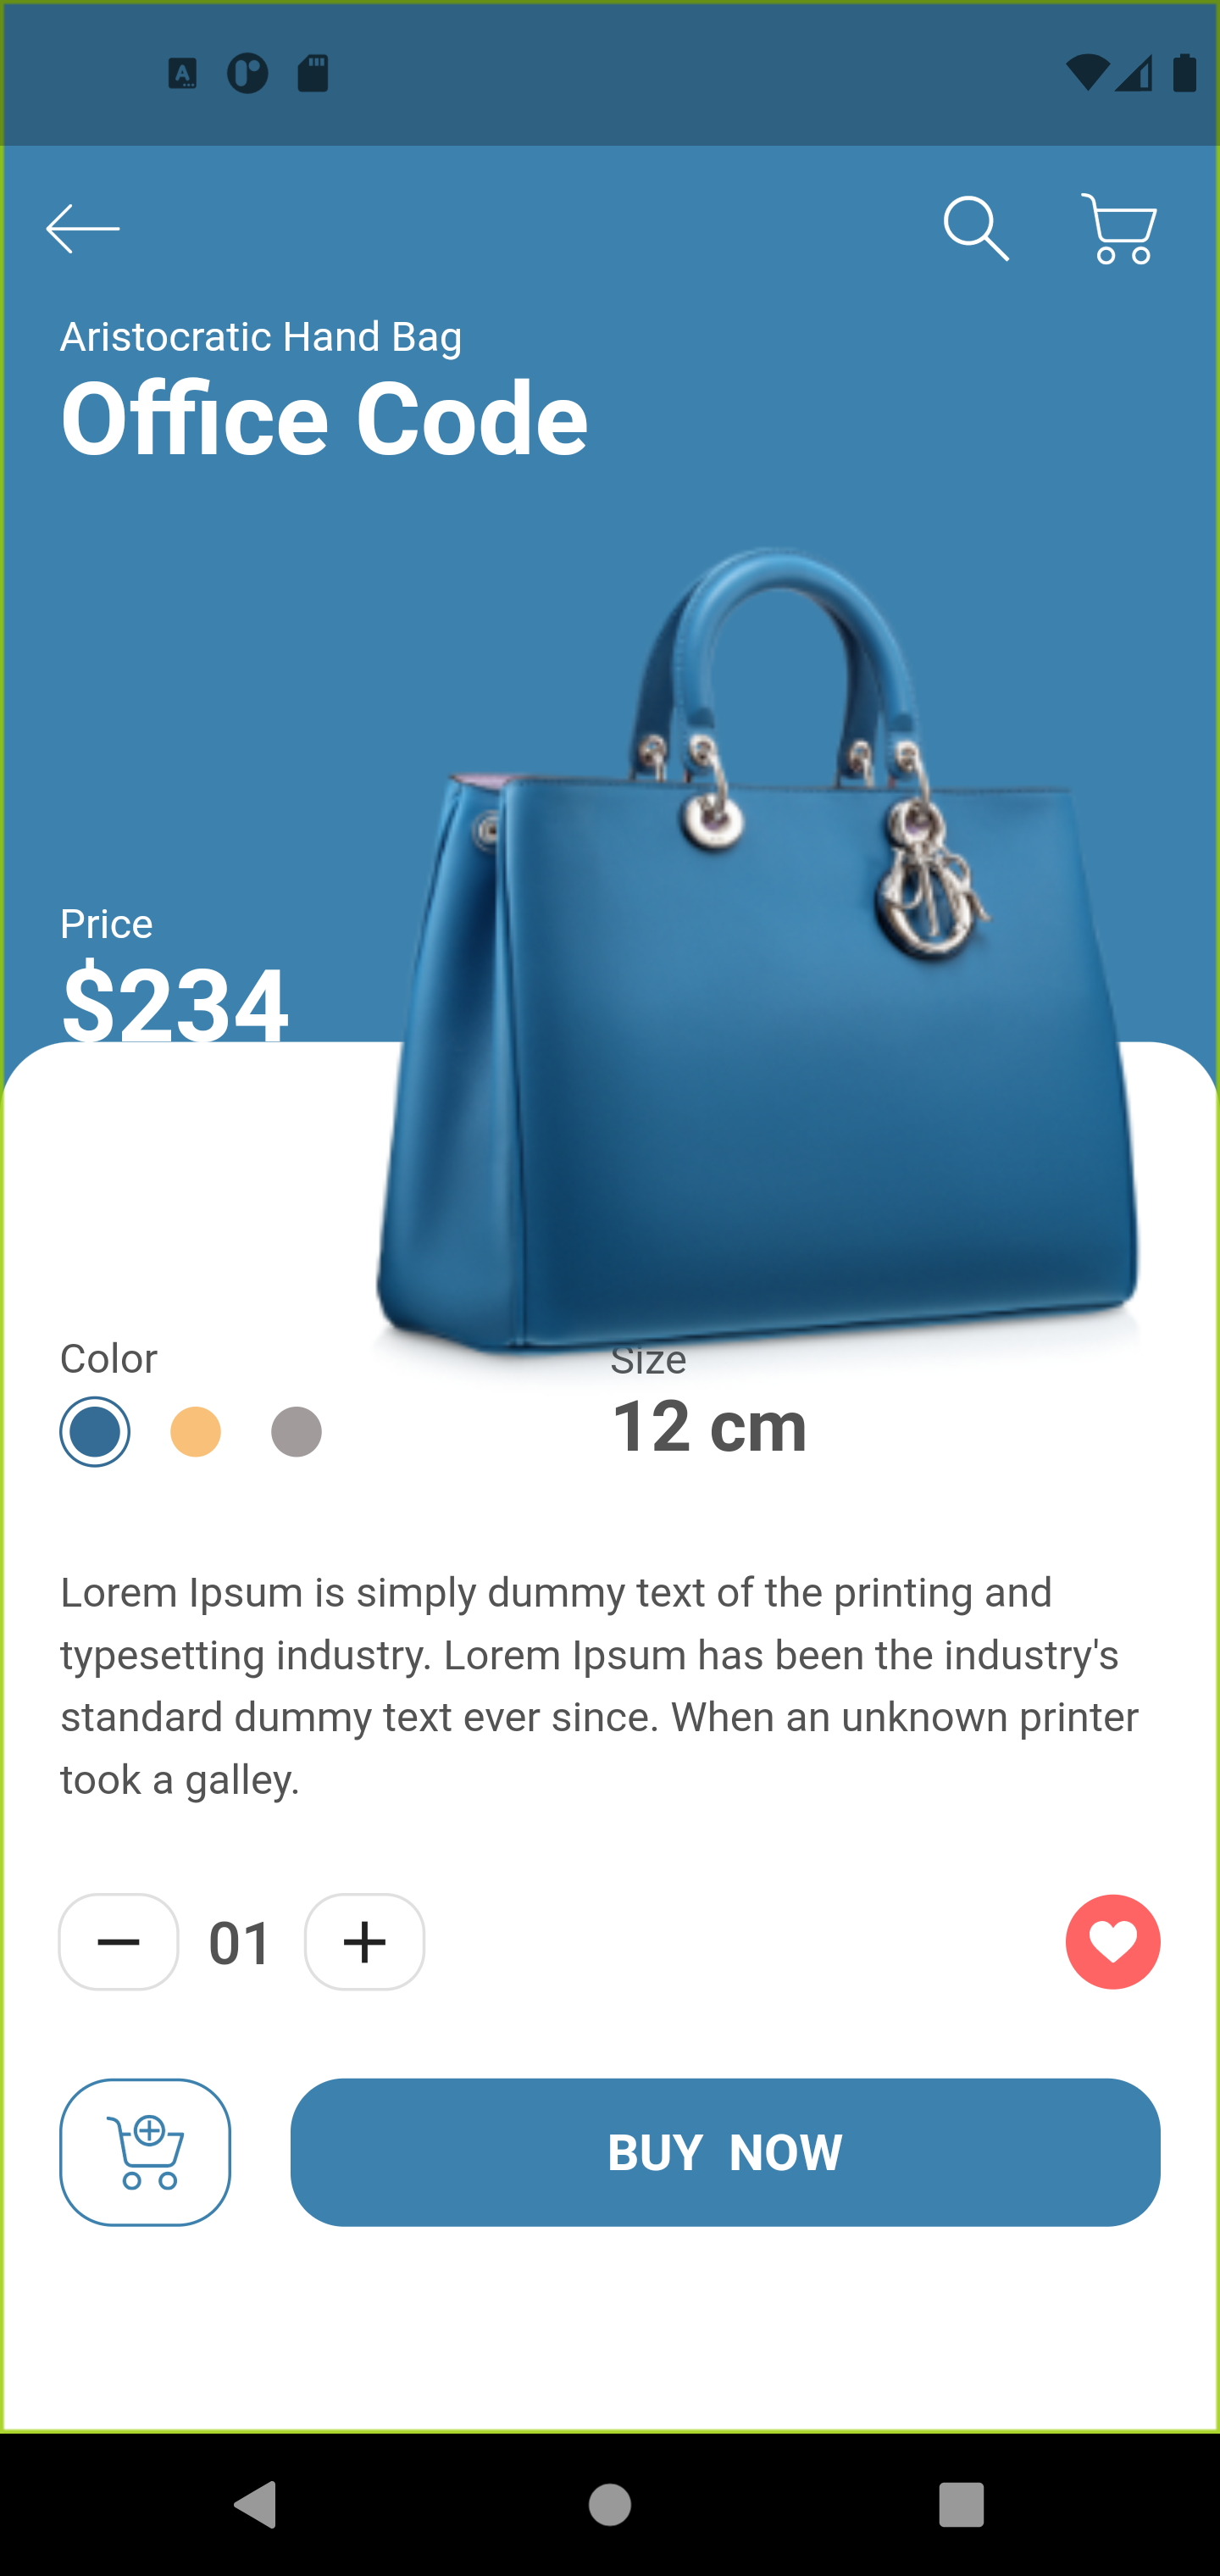 Aristocratic Hand Bag
Office Code
Price
$234
Color
Size
12 cm
Lorem Ipsum is simply dummy text of the printing and
typesetting industry. Lorem Ipsum has been the industry's
standard dummy text ever since. When an unknown printer
took a galley.
01
BUY NOW